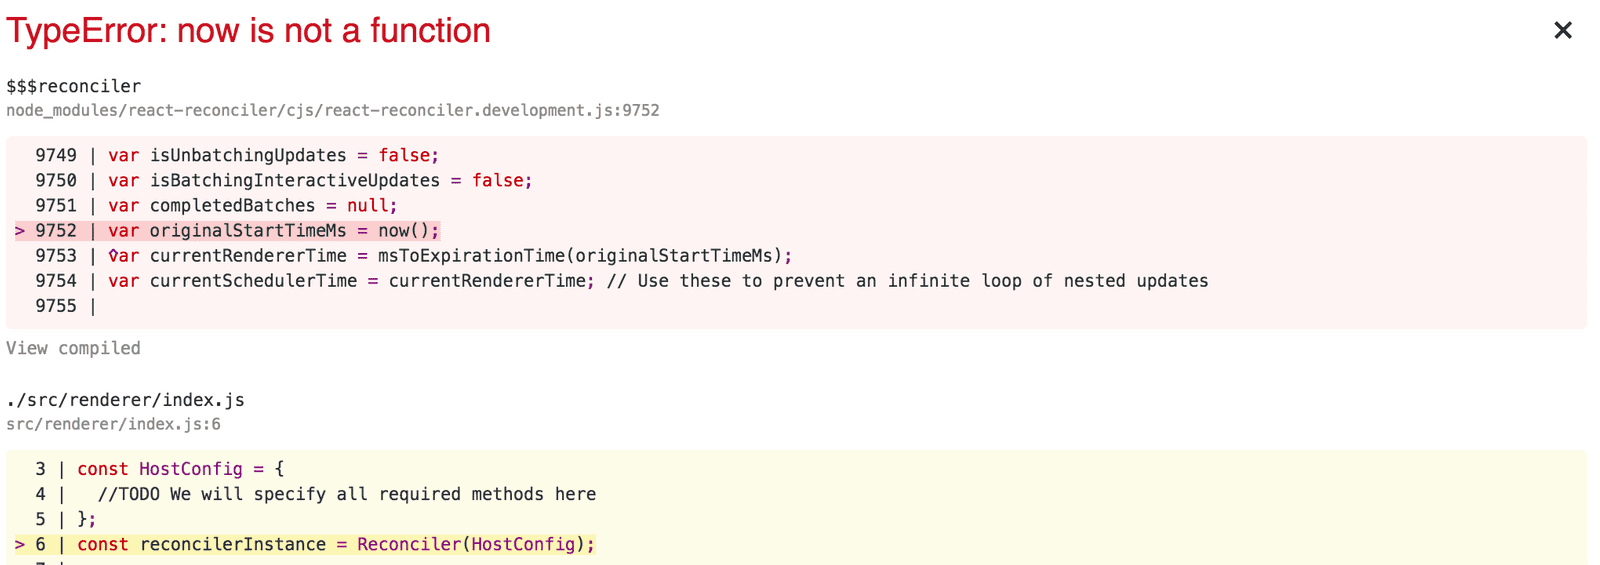 TypeError: now is not a function
×
$$$reconciler
node_modules/react-reconciler/cjs/react-reconciler.development.js:9752
9749 | var isUnbatchingUpdates = false;
9750 | var isBatchingInteractiveUpdates = false;
9751 | var completedBatches = null;
> 9752 | var originalStartTimeMs = now();
9753 | ◊ar currentRendererTime = msToExpirationTime(originalStartTimeMs);
9754 | var currentSchedulerTime = currentRendererTime; // Use these to prevent an infinite loop of nested updates
9755 |
View compiled
./src/renderer/index.js
src/renderer/index.js:6
3 | const HostConfig = {
4 |   //TODO We will specify all required methods here
5 | };
> 6 | const reconcilerInstance = Reconciler(HostConfig);